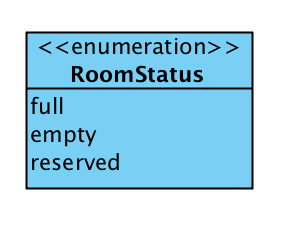 <<enumeration>>
RoomStatus
full
empty
reserved